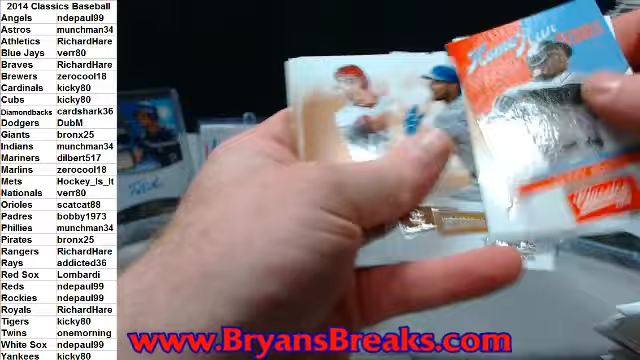 2014 Classics Baseball
Angels ndepaul99
Astros munchman34
Athletics RichardHare
Blue Jays verr80
Braves RichardHare
Brewers zerocool18
Cardinals kicky80
Cubs kicky80
Diamondbacks cardshark36
Dodgers DubM
Giants bronx25
Indians munchman34
Mariners dilbert517
Marlins zerocool18
Mets Hockey_Is_It
Nationals verr80
Orioles scatcat88
Padres bobby1973
Phillies munchman34
Pirates bronx25
Rangers RichardHare
Rays addicted36
Red Sox Lombardi
Reds ndepaul99
Rockies ndepaul99
Royals RichardHare
Tigers kicky80
Twins onemorning
White Sox ndepaul99
Yankees kicky80
Home Run
Classics
www.BryansBreaks.com